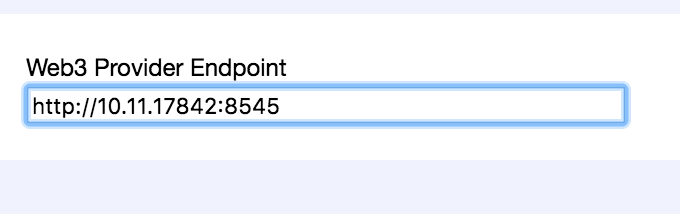 Web3 Provider Endpoint
http://10.11.17842:8545